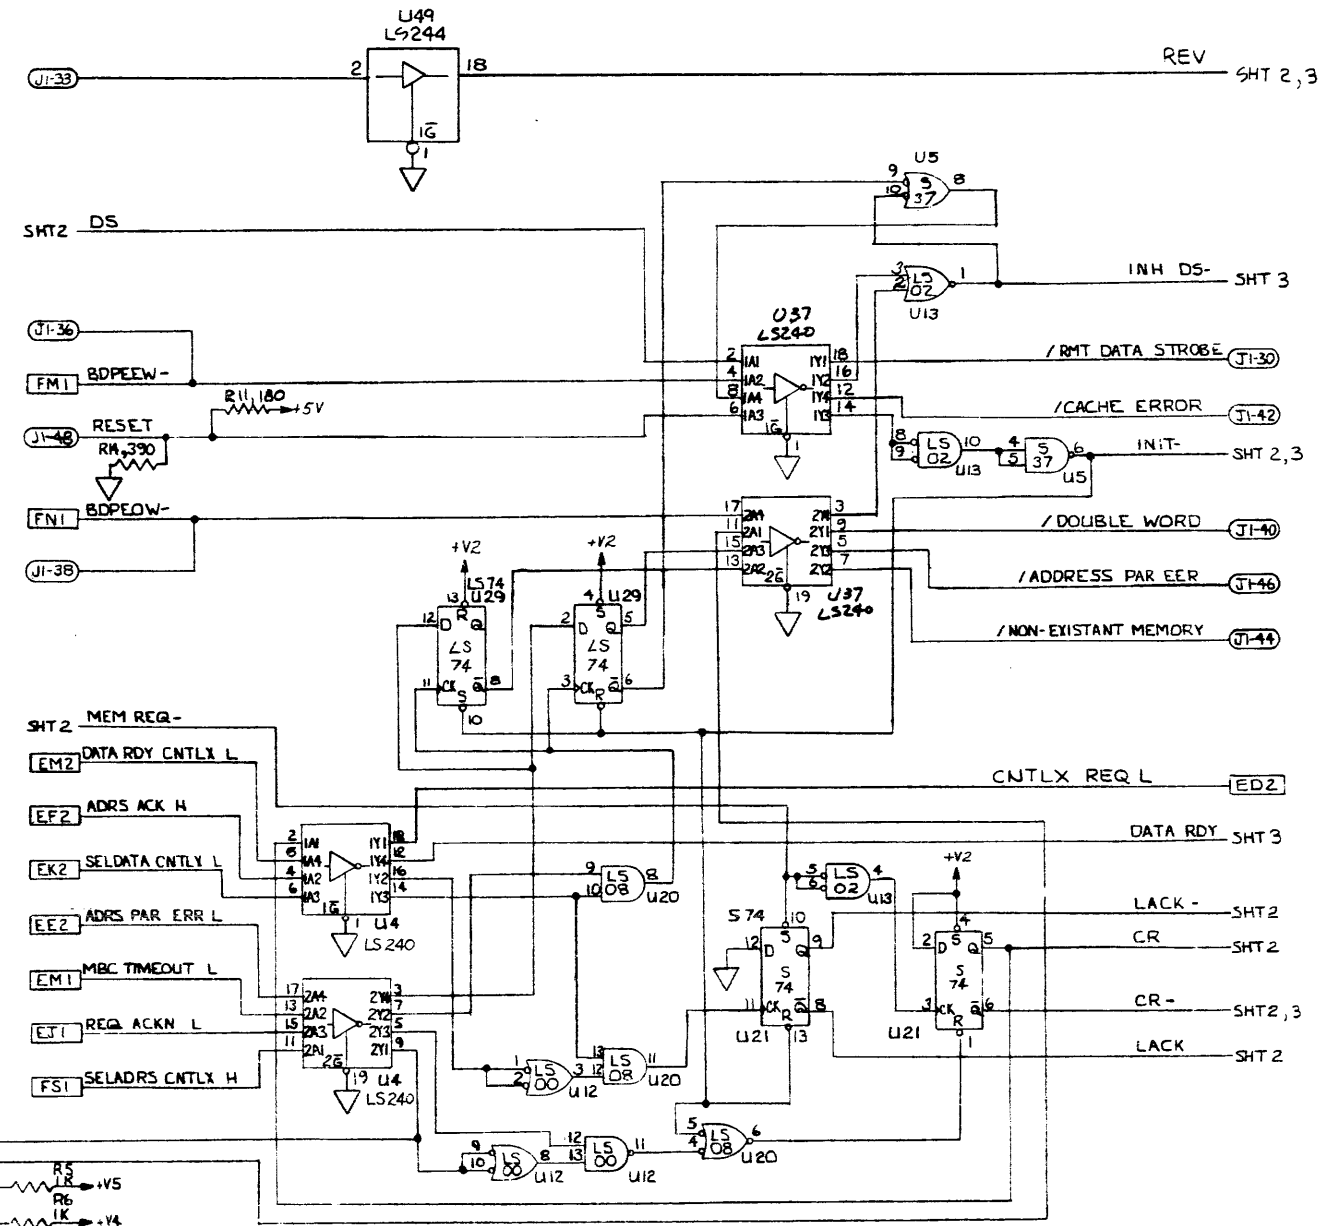 U49
LS244
J1-33
2
18
REV
SHT 2,3
1G
1
U5
9
10
S
37
8
SHT2
DS
3
2
LS
02
1
INH DS-
SHT 3
U13
J1-36
U37
LS240
FM1
BDPEEW-
2
1A1
1Y1
18
/RMT DATA STROBE
J1-30
4
1A2
1Y2
16
8
1A4
1Y4
12
/CACHE ERROR
J1-42
6
1A3
1Y3
14
1G
1
R11,180
+5V
J1-48
RESET
R14,390
8
9
LS
02
10
U13
4
5
S
37
6
U5
INIT-
SHT 2,3
FN1
BDPEOW-
17
2A4
2Y4
3
11
2A1
2Y1
9
/DOUBLE WORD
J1-40
15
2A3
2Y3
5
13
2A2
2Y2
7
2G
19
U37
LS240
J1-38
/ADDRESS PAR EER
J1-46
/NON-EXISTANT MEMORY
J1-44
+V2
+V2
LS74
13
U29
4
U29
12
D
R
Q
LS
74
11
CK
S
Q
8
10
2
D
S
Q
5
LS
74
3
CK
R
Q
6
SHT2
MEM REQ-
EM2
DATA RDY CNTLX L
CNTLX REQ L
ED2
EF2
ADRS ACK H
2
1A1
1Y1
18
8
1A4
1Y4
12
DATA RDY
SHT 3
4
1A2
1Y2
16
6
1A3
1Y3
14
1G
1
U4
LS240
EK2
SELDATA CNTLX L
9
10
LS
08
8
U20
5
6
LS
02
4
U13
+V2
EE2
ADRS PAR ERR L
S74
10
12
D
S
Q
9
LACK-
SHT2
S
74
11
CK
R
Q
8
U21
13
4
2
D
S
Q
5
CR
SHT2
S
74
3
CK
R
Q
6
CR-
SHT2,3
U21
1
LACK
SHT 2
EM1
MBC TIMEOUT L
17
2A4
2Y4
3
13
2A2
2Y2
7
15
2A3
2Y3
5
11
2A1
2Y1
9
2G
19
U4
LS240
EJ1
REQ ACKN L
FS1
SELADRS CNTLX H
1
2
LS
00
3
U12
13
12
LS
08
11
U20
9
10
LS
00
8
U12
12
13
LS
00
11
U12
5
4
LS
08
6
U20
R5
1K
+V5
R6
1K
+V4